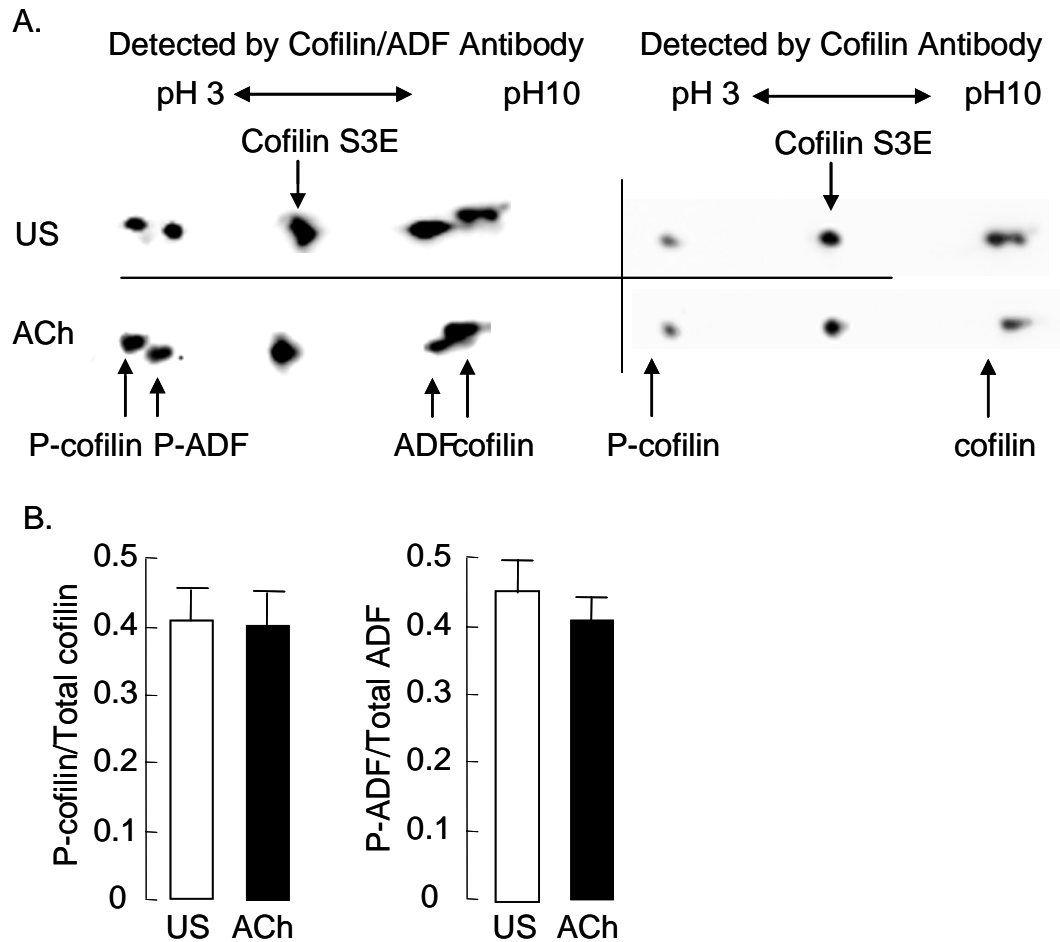 A.
Detected by Cofilin/ADF Antibody
Detected by Cofilin Antibody
pH 3
pH10
pH 3
pH10
Cofilin S3E
Cofilin S3E
US
ACh
P-cofilin P-ADF
ADFcofilin
P-cofilin
cofilin
B.
P-cofilin/Total cofilin
0.5
0.4
0.3
0.2
0.1
0
US ACh
P-ADF/Total ADF
0.5
0.4
0.3
0.2
0.1
0
US ACh